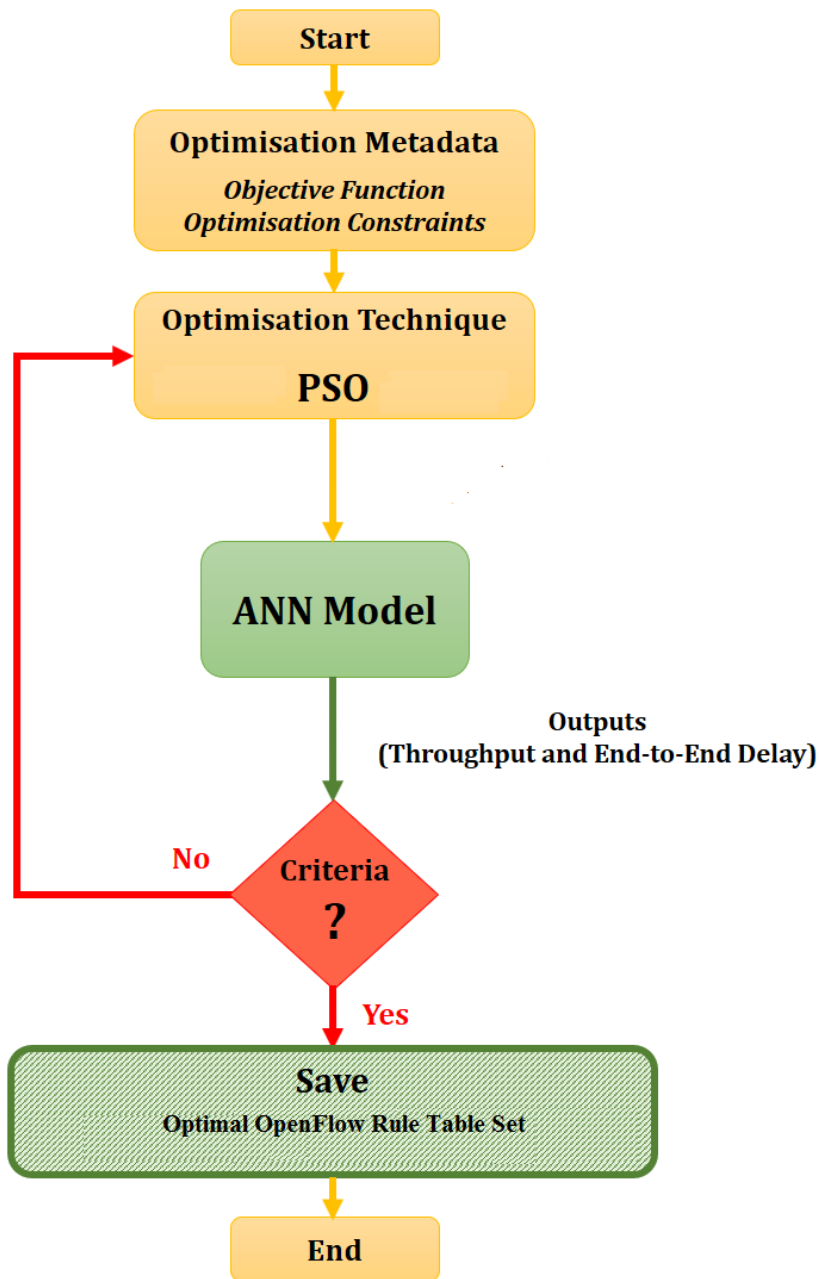 Start
Optimisation Metadata
Objective Function
Optimisation Constraints
Optimisation Technique
PSO
ANN Model
Outputs
(Throughput and End-to-End Delay)
No
Criteria
?
Yes
Save
Optimal OpenFlow Rule Table Set
End